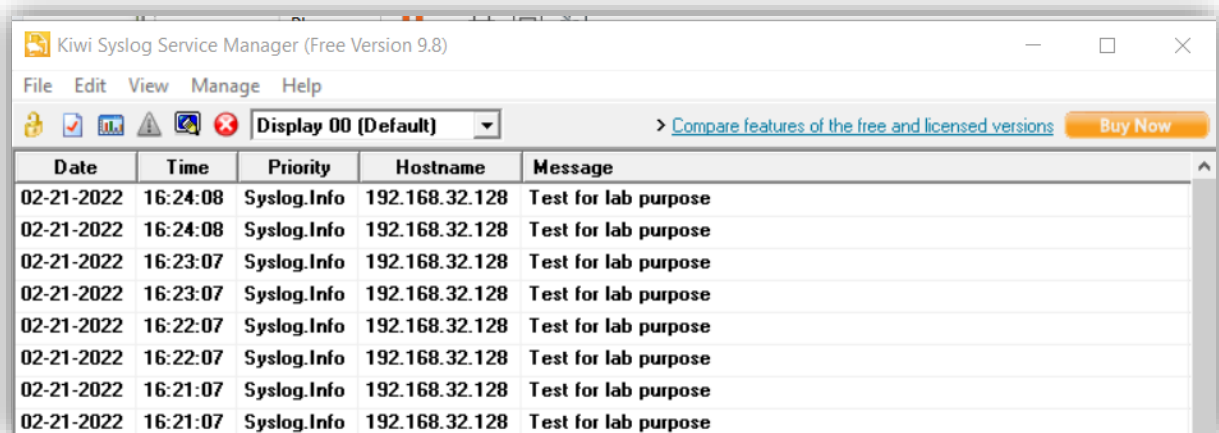 Kiwi Syslog Service Manager (Free Version 9.8)
File Edit View Manage Help
Display 00 (Default) > Compare features of the free and licensed versions Buy Now
Date Time Priority Hostname Message
02-21-2022 16:24:08 Syslog.Info 192.168.32.128 Test for lab purpose
02-21-2022 16:24:08 Syslog.Info 192.168.32.128 Test for lab purpose
02-21-2022 16:23:07 Syslog.Info 192.168.32.128 Test for lab purpose
02-21-2022 16:23:07 Syslog.Info 192.168.32.128 Test for lab purpose
02-21-2022 16:22:07 Syslog.Info 192.168.32.128 Test for lab purpose
02-21-2022 16:22:07 Syslog.Info 192.168.32.128 Test for lab purpose
02-21-2022 16:21:07 Syslog.Info 192.168.32.128 Test for lab purpose
02-21-2022 16:21:07 Syslog.Info 192.168.32.128 Test for lab purpose